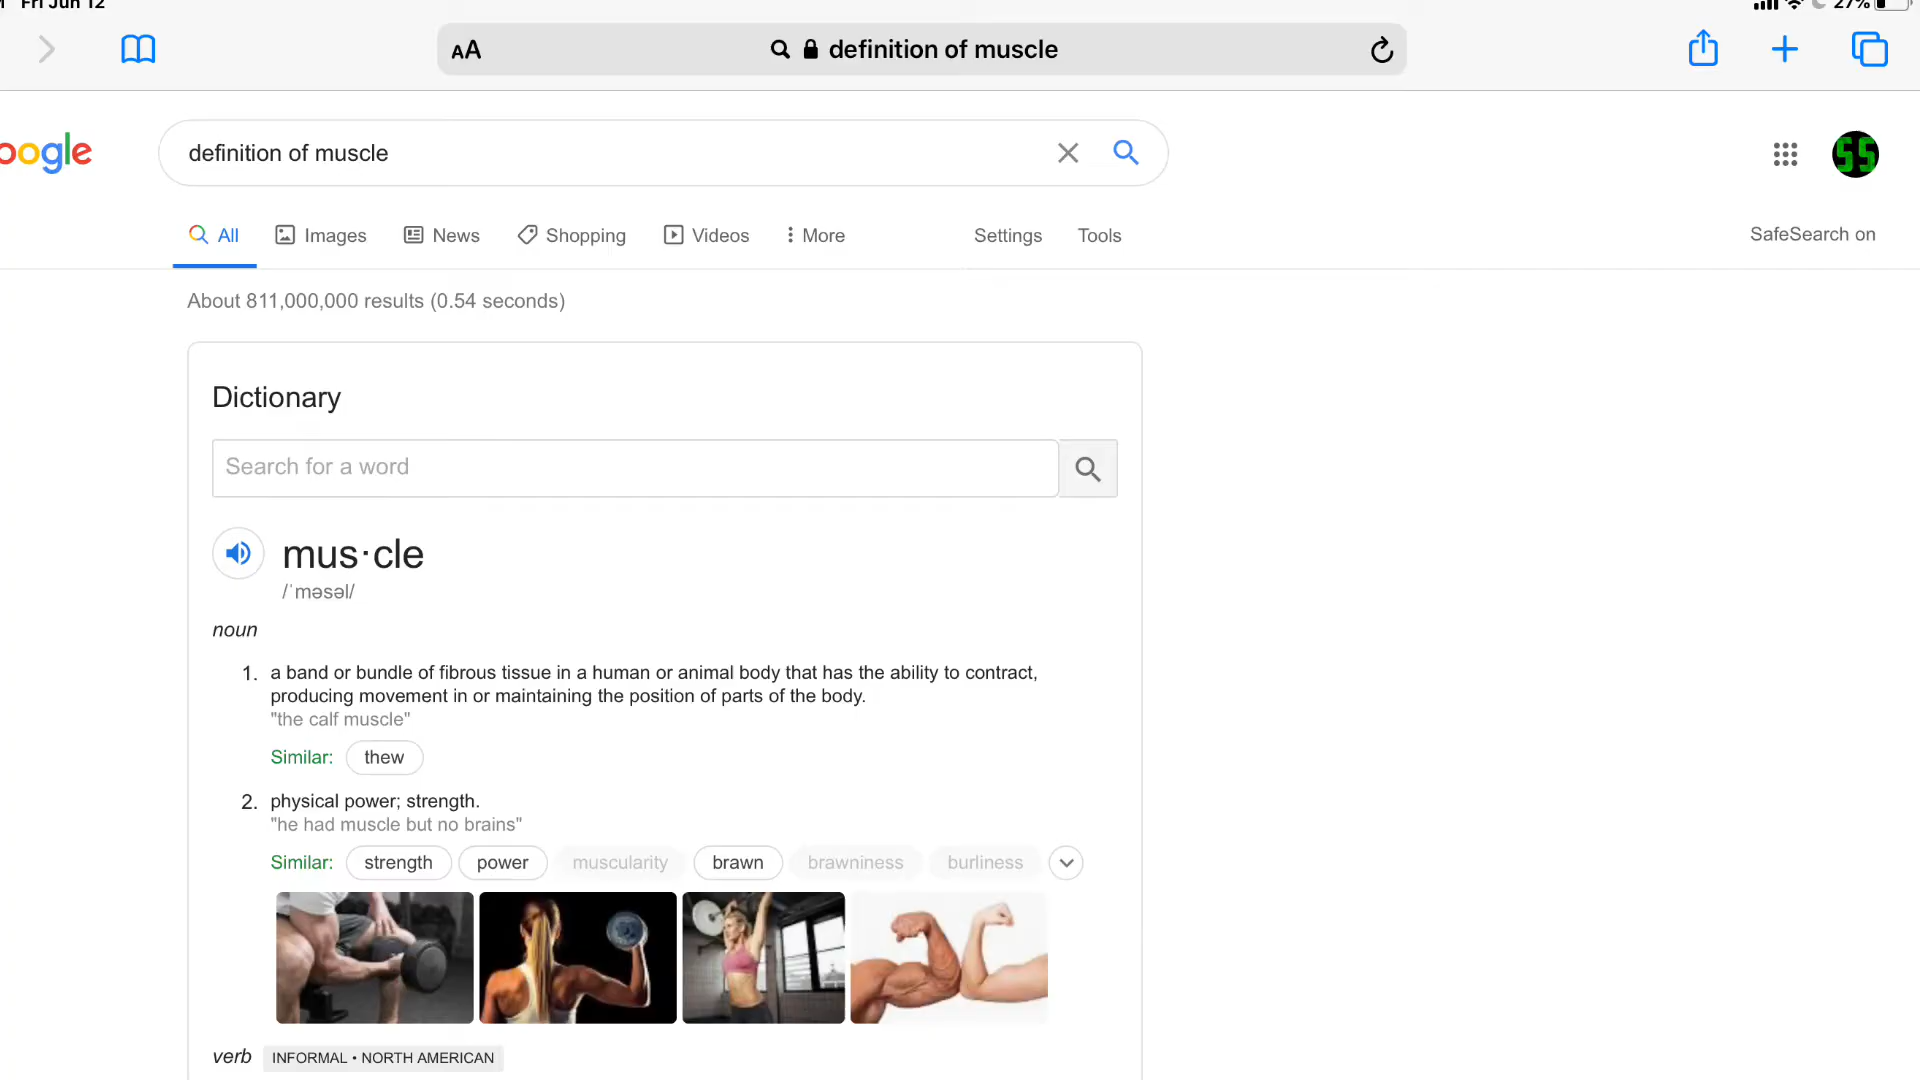 Fri Jun 12
27%
AA
definition of muscle
oogle
definition of muscle
SS
All
Images
News
Shopping
Videos
More
Settings
Tools
SafeSearch on
About 811,000,000 results (0.54 seconds)
Dictionary
Search for a word
mus·cle
/ˈməsəl/
noun
1. a band or bundle of fibrous tissue in a human or animal body that has the ability to contract,
producing movement in or maintaining the position of parts of the body.
"the calf muscle"
Similar: thew
2. physical power; strength.
"he had muscle but no brains"
Similar: strength power muscularity brawn brawniness burliness
verb INFORMAL • NORTH AMERICAN